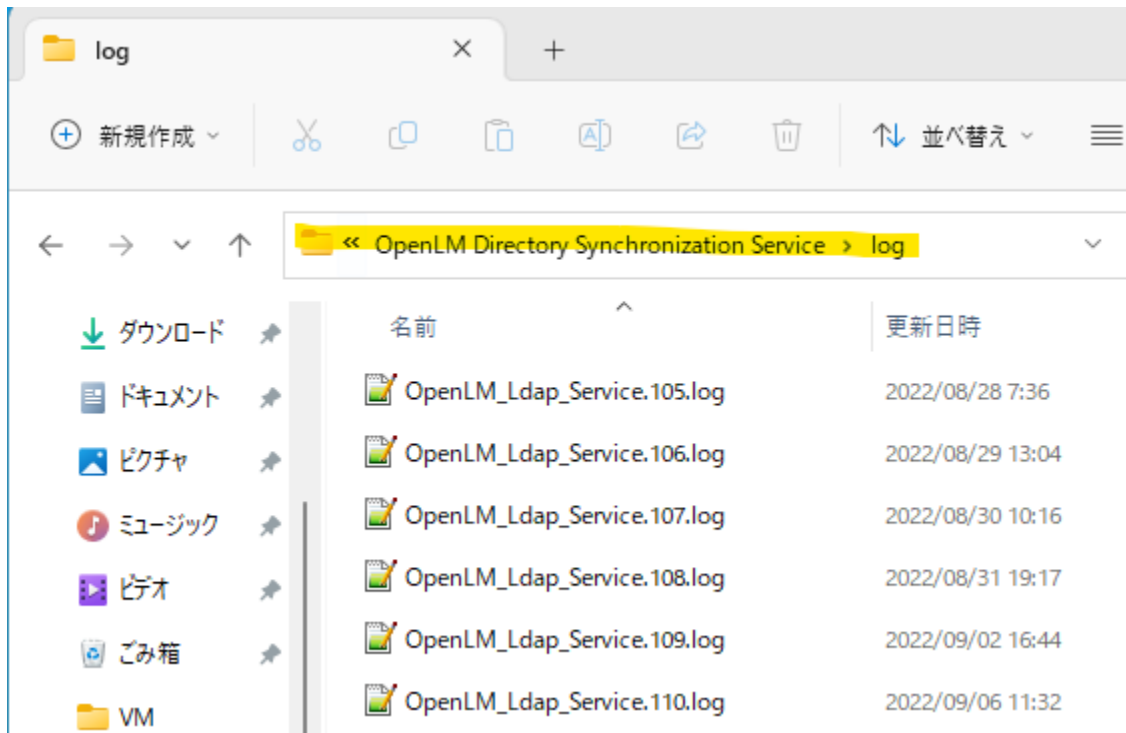 log
新規作成
並べ替え
« OpenLM Directory Synchronization Service › log
名前 更新日時
ダウンロード
ドキュメント
ピクチャ
ミュージック
ビデオ
ごみ箱
VM
OpenLM_Ldap_Service.105.log 2022/08/28 7:36
OpenLM_Ldap_Service.106.log 2022/08/29 13:04
OpenLM_Ldap_Service.107.log 2022/08/30 10:16
OpenLM_Ldap_Service.108.log 2022/08/31 19:17
OpenLM_Ldap_Service.109.log 2022/09/02 16:44
OpenLM_Ldap_Service.110.log 2022/09/06 11:32